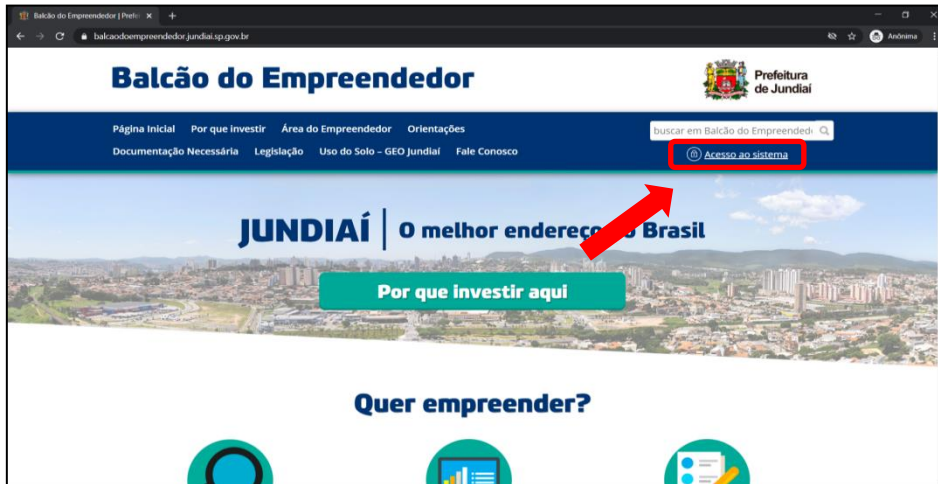 Balcão do Empreendedor | Prefei
balcaodoempreendedor.jundiai.sp.gov.br
Anônima
Balcão do Empreendedor
Prefeitura
de Jundiaí
Página Inicial Por que investir Área do Empreendedor Orientações
buscar em Balcão do Empreended
Documentação Necessária Legislação Uso do Solo – GEO Jundiaí Fale Conosco
Acesso ao sistema
JUNDIAÍ | O melhor endereço Brasil
Por que investir aqui
Quer empreender?